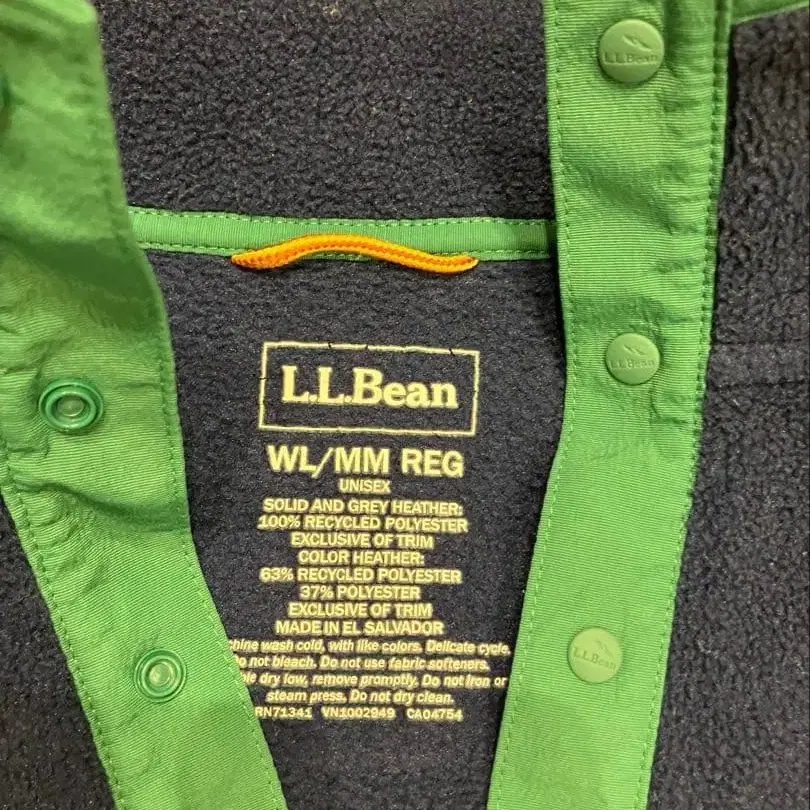 L.L.Bean
L.L.Bean
WL/MM REG
UNISEX
SOLID AND GREY HEATHER:
100% RECYCLED POLYESTER
EXCLUSIVE OF TRIM
COLOR HEATHER:
63% RECYCLED POLYESTER
37% POLYESTER
EXCLUSIVE OF TRIM
MADE IN EL SALVADOR
wash cold, with like colors. Delicate cycle.
not bleach. Do not use fabric softeners.
dry low, remove promptly. Do not iron or
steam press. Do not dry clean.
RN71341 VN1002949 CA04754
L.L.Bean
L.L.Bean